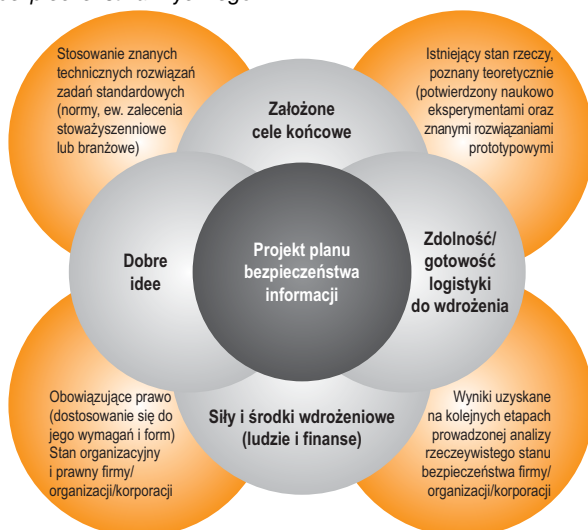 Stosowanie znanych
technicznych rozwiązań
zadań standardowych
(normy, ew. zalecenia
stoważyszenniowe
lub branżowe)
Istniejący stan rzeczy,
poznany teoretycznie
(potwierdzony naukowo
eksperymentami oraz
znanymi rozwiązaniami
prototypowymi
Założone
cele końcowe
Dobre
idee
Projekt planu
bezpieczeństwa
informacji
Zdolność/
gotowość
logistyki
do wdrożenia
Siły i środki wdrożeniowe
(ludzie i finanse)
Obowiązujące prawo
(dostosowanie się do
jego wymagań i form)
Stan organizacyjny
i prawny firmy/
organizacji/korporacji
Wyniki uzyskane
na kolejnych etapach
prowadzonej analizy
rzeczywistego stanu
bezpieczeństwa firmy/
organizacji/korporacji